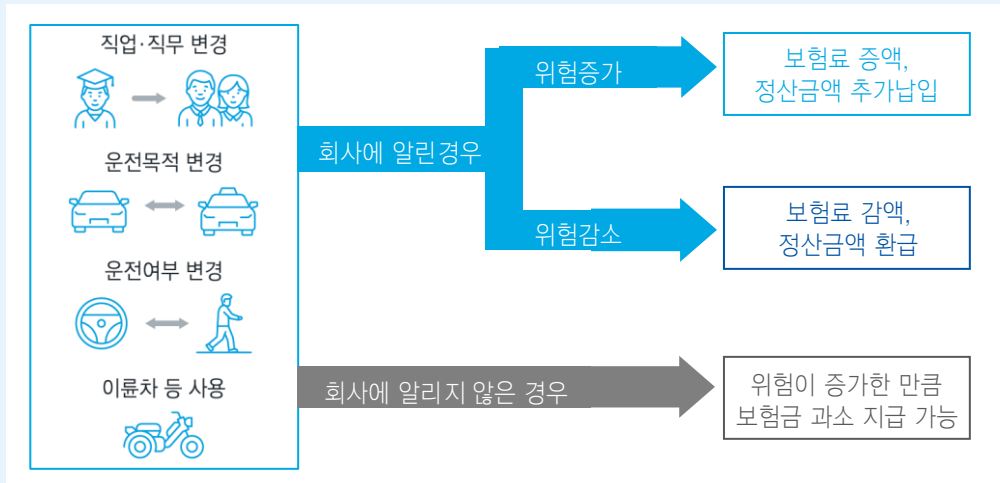 직업·직무 변경
운전목적 변경
운전여부 변경
이륜차 등 사용
회사에 알린경우
위험증가
보험료 증액,
정산금액 추가납입
위험감소
보험료 감액,
정산금액 환급
회사에 알리지 않은 경우
위험이 증가한 만큼
보험금 과소 지급 가능